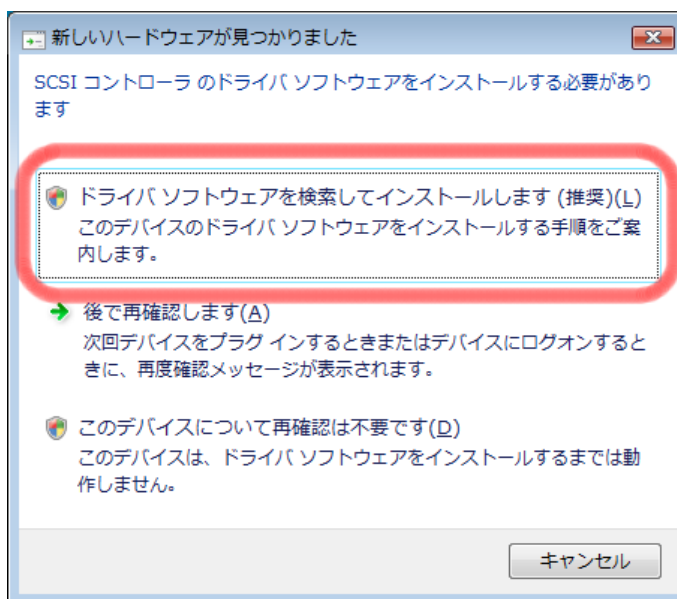 新しいハードウェアが見つかりました
SCSI コントローラ のドライバ ソフトウェアをインストールする必要があり
ます
ドライバ ソフトウェアを検索してインストールします (推奨)(L)
このデバイスのドライバ ソフトウェアをインストールする手順をご案
内します。
後で再確認します(A)
次回デバイスをプラグ インするときまたはデバイスにログオンすると
きに、再度確認メッセージが表示されます。
このデバイスについて再確認は不要です(D)
このデバイスは、ドライバ ソフトウェアをインストールするまでは動
作しません。
キャンセル